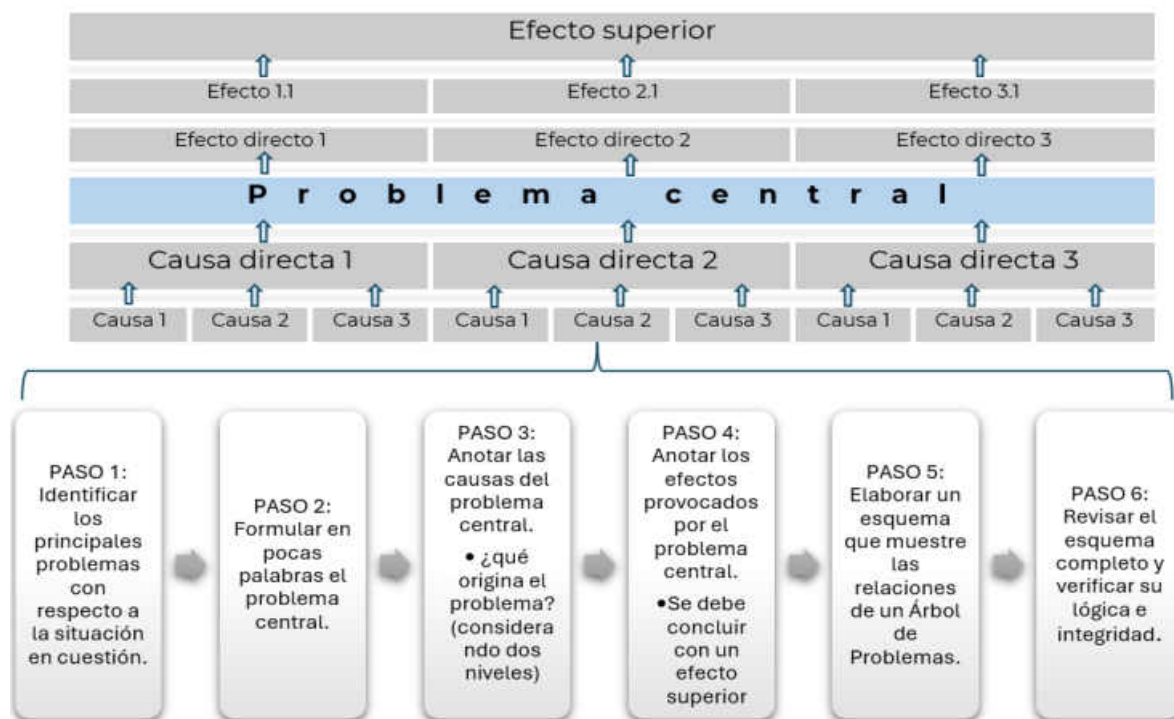 Efecto superior
Efecto 1.1 Efecto 2.1 Efecto 3.1
Efecto directo 1 Efecto directo 2 Efecto directo 3
Problema central
Causa directa 1 Causa directa 2 Causa directa 3
Causa 1 Causa 2 Causa 3 Causa 1 Causa 2 Causa 3 Causa 1 Causa 2 Causa 3
PASO 1:
Identificar
los
principales
problemas
con
respecto a
la situación
en cuestión.
PASO 2:
Formular en
pocas
palabras el
problema
central.
PASO 3:
Anotar las
causas del
problema
central.
• ¿qué
origina el
problema?
(considera
ndo dos
niveles)
PASO 4:
Anotar los
efectos
provocados
por el
problema
central.
•Se debe
concluir
con un
efecto
superior
PASO 5:
Elaborar un
esquema
que muestre
las
relaciones
de un Árbol
de
Problemas.
PASO 6:
Revisar el
esquema
completo y
verificar su
lógica e
integridad.